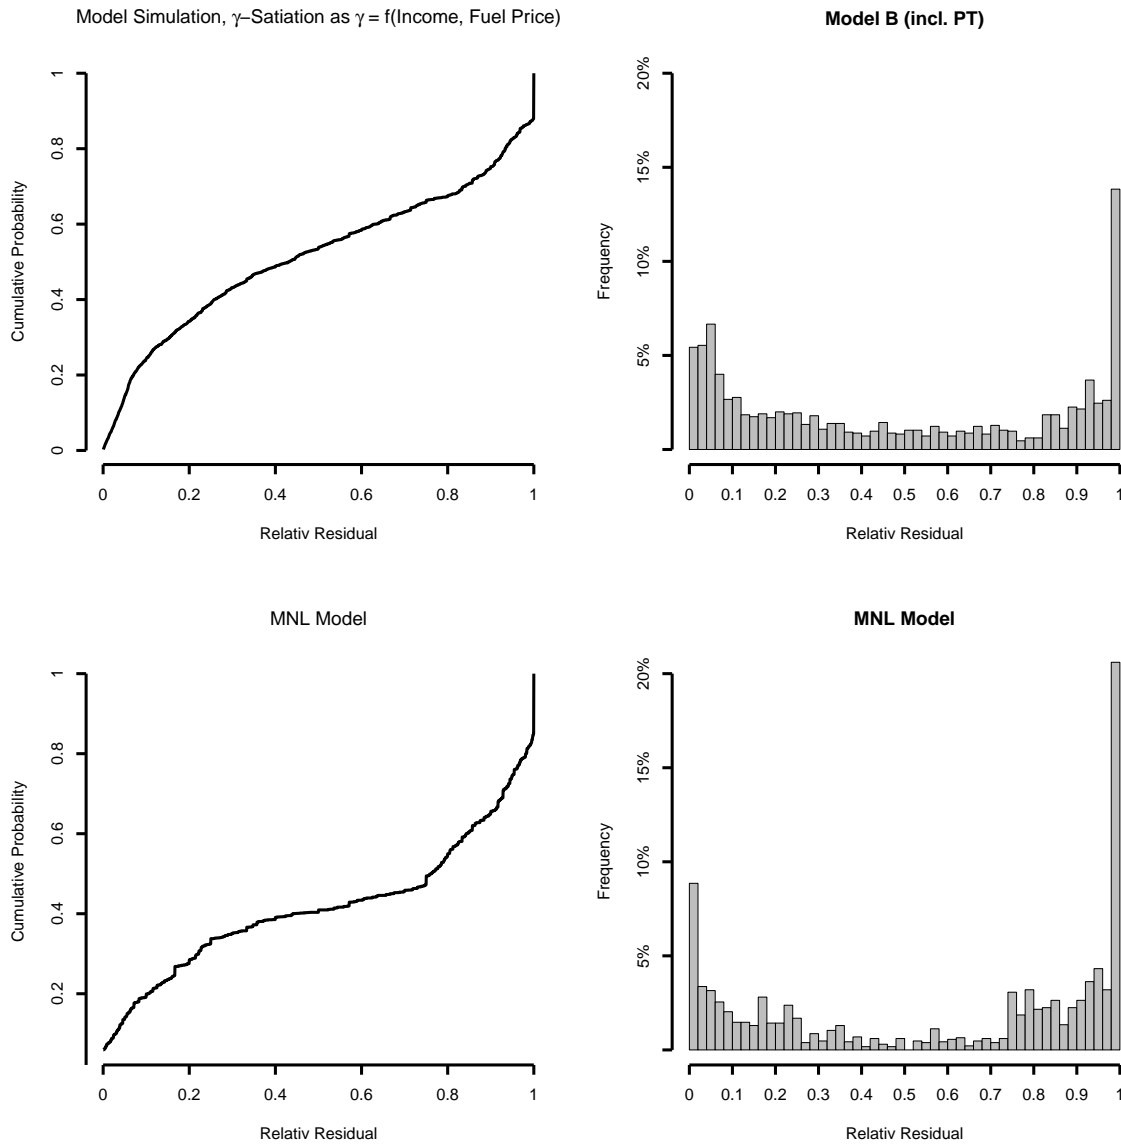 Model Simulation, γ–Satiation as γ = f(Income, Fuel Price)
Cumulative Probability
0 0.2 0.4 0.6 0.8 1
0 0.2 0.4 0.6 0.8 1
Relativ Residual
Model B (incl. PT)
Frequency
5% 10% 15% 20%
0 0.1 0.2 0.3 0.4 0.5 0.6 0.7 0.8 0.9 1
Relativ Residual
MNL Model
Cumulative Probability
0.2 0.4 0.6 0.8 1
0 0.2 0.4 0.6 0.8 1
Relativ Residual
MNL Model
Frequency
5% 10% 15% 20%
0 0.1 0.2 0.3 0.4 0.5 0.6 0.7 0.8 0.9 1
Relativ Residual